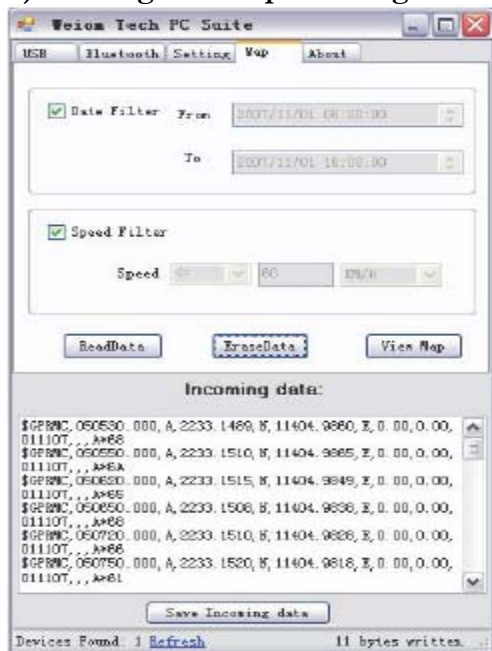 Weiom Tech PC Suite
USB Bluetooth Setting Map About
Date Filter From 2007/11/01 08:00:00
To 2007/11/01 18:00:00
Speed Filter
Speed <= 60 KM/H
ReadData EraseData View Map
Incoming data:
$GPRMC,050530.000,A,2233.1489,N,11404.9860,E,0.00,0.00,
011107,,,A*68
$GPRMC,050550.000,A,2233.1510,N,11404.9865,E,0.00,0.00,
011107,,,A*6A
$GPRMC,050620.000,A,2233.1515,N,11404.9849,E,0.00,0.00,
011107,,,A*65
$GPRMC,050650.000,A,2233.1508,N,11404.9838,E,0.00,0.00,
011107,,,A*68
$GPRMC,050720.000,A,2233.1510,N,11404.9828,E,0.00,0.00,
011107,,,A*66
$GPRMC,050750.000,A,2233.1520,N,11404.9818,E,0.00,0.00,
011107,,,A*61
Save Incoming data
Devices Found: 1 Refresh 11 bytes written